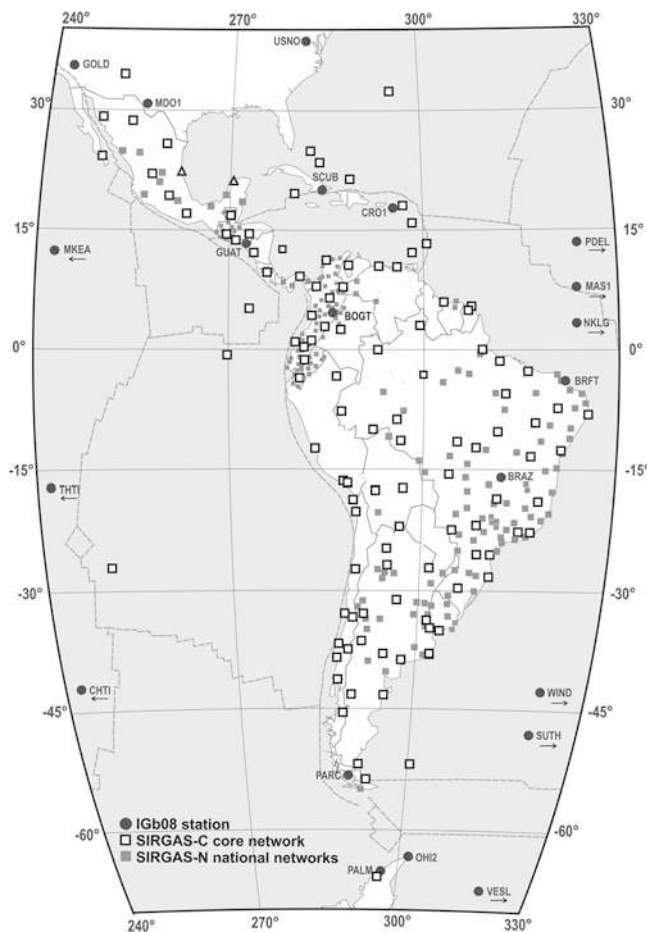 240° 270° 300° 330°
USNO
GOLD
MDO1
30° 30°
SCUB
CRO1
15° 15°
GUAT
MKEA PDEL
MAS1
BOGT NKLG
0° 0°
BRFT
BRAZ
-15° -15°
THTI
-30° -30°
CHTI WIND
-45° -45°
SUTH
PARC
IGb08 station
SIRGAS-C core network
-60° -60°
SIRGAS-N national networks
OHI2
PALM
VESL
240° 270° 300° 330°